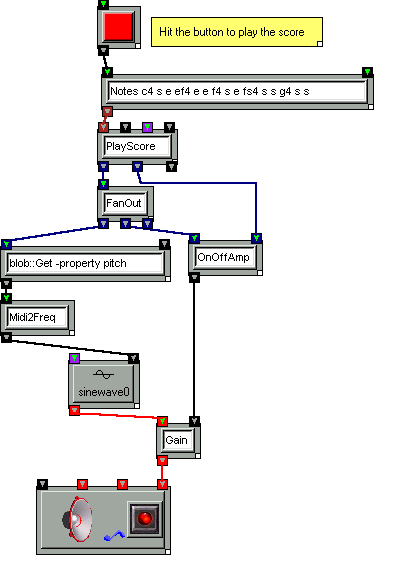 Hit the button to play the score
Notes c4 s e ef4 e e f4 s e fs4 s s g4 s s
PlayScore
FanOut
blob::Get -property pitch
OnOffAmp
Midi2Freq
sinewave0
Gain